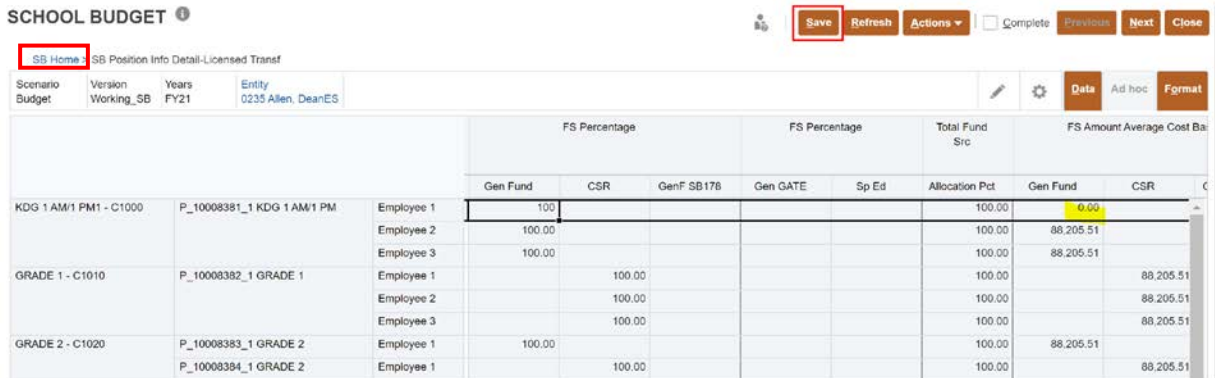 SCHOOL BUDGET
Save Refresh Actions Complete Previous Next Close
SB Home > SB Position Info Detail-Licensed Transf
Scenario Version Years Entity
Budget Working_SB FY21 0235 Allen, DeanES
Data Ad hoc Format
FS Percentage FS Percentage Total Fund Src FS Amount Average Cost Ba
Gen Fund CSR GenF SB178 Gen GATE Sp Ed Allocation Pct Gen Fund CSR
KDG 1 AM/1 PM1 - C1000 P_10008381_1 KDG 1 AM/1 PM Employee 1 100 100.00 0.00
Employee 2 100.00 100.00 88,205.51
Employee 3 100.00 100.00 88,205.51
GRADE 1 - C1010 P_10008382_1 GRADE 1 Employee 1 100.00 100.00 88,205.51
Employee 2 100.00 100.00 88,205.51
Employee 3 100.00 100.00 88,205.51
GRADE 2 - C1020 P_10008383_1 GRADE 2 Employee 1 100.00 100.00 88,205.51
P_10008384_1 GRADE 2 Employee 1 100.00 100.00 88,205.51